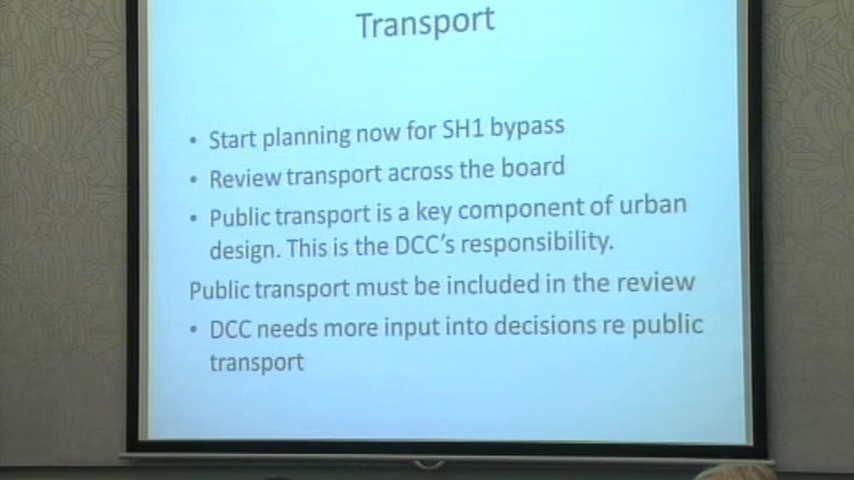 Transport
• Start planning now for SH1 bypass
• Review transport across the board
• Public transport is a key component of urban
design. This is the DCC's responsibility.
Public transport must be included in the review
• DCC needs more input into decisions re public
transport